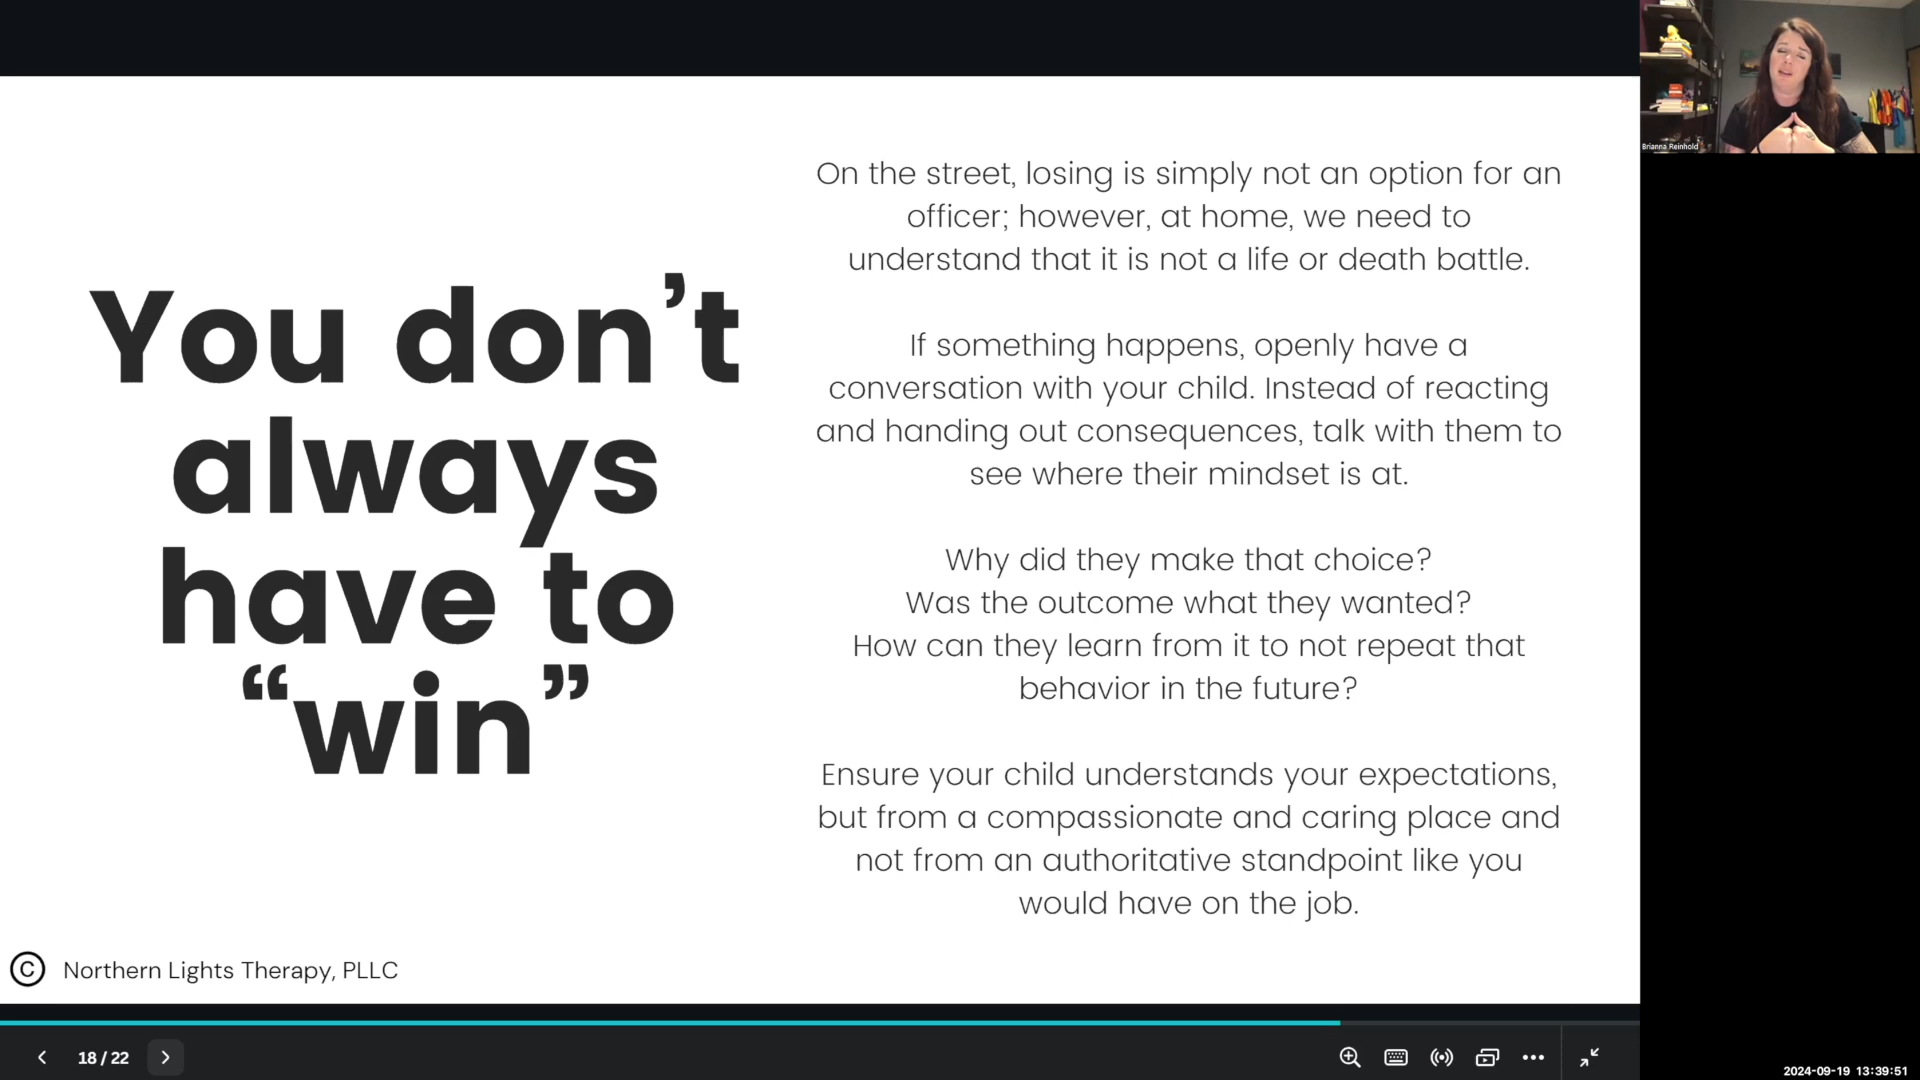 You don’t
always
have to
“win”
On the street, losing is simply not an option for an
officer; however, at home, we need to
understand that it is not a life or death battle.
If something happens, openly have a
conversation with your child. Instead of reacting
and handing out consequences, talk with them to
see where their mindset is at.
Why did they make that choice?
Was the outcome what they wanted?
How can they learn from it to not repeat that
behavior in the future?
Ensure your child understands your expectations,
but from a compassionate and caring place and
not from an authoritative standpoint like you
would have on the job.
© Northern Lights Therapy, PLLC
18 / 22
Brianna Reinhold
2024-09-19 13:39:51